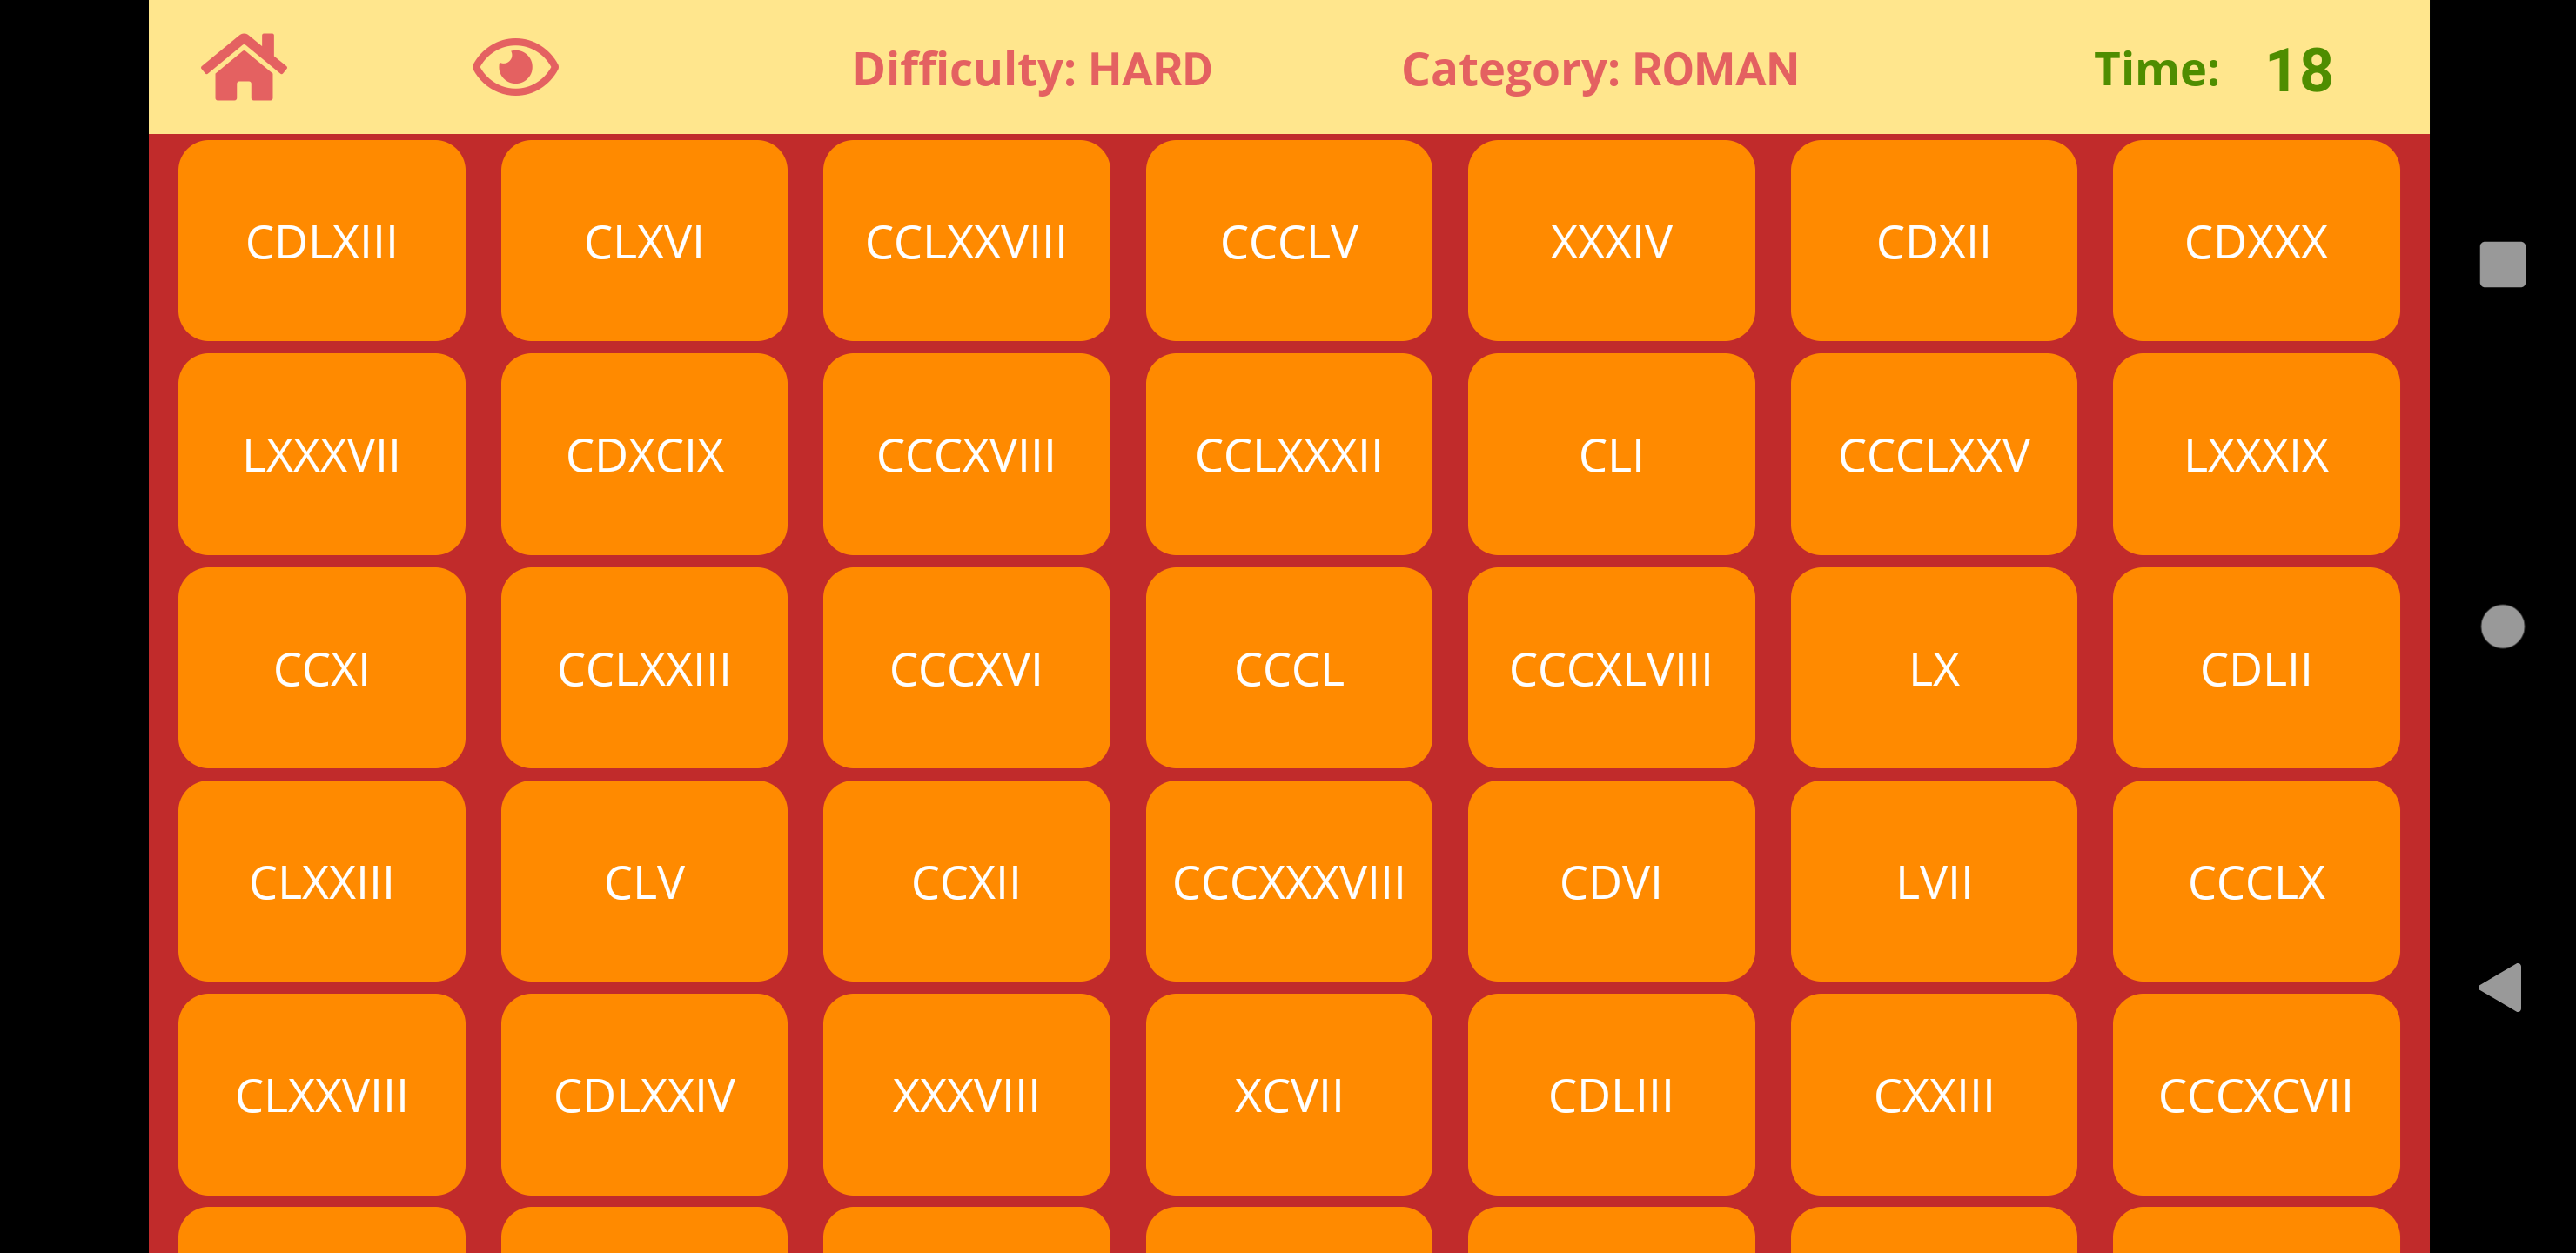 Difficulty: HARD Category: ROMAN Time: 18
CDLXIII CLXVI CCLXXVIII CCCLV XXXIV CDXII CDXXX
LXXXVII CDXCIX CCCXVIII CCLXXXII CLI CCCLXXV LXXXIX
CCXI CCLXXIII CCCXVI CCCL CCCXLVIII LX CDLII
CLXXIII CLV CCXII CCCXXXVIII CDVI LVII CCCLX
CLXXVIII CDLXXIV XXXVIII XCVII CDLIII CXXIII CCCXCVII